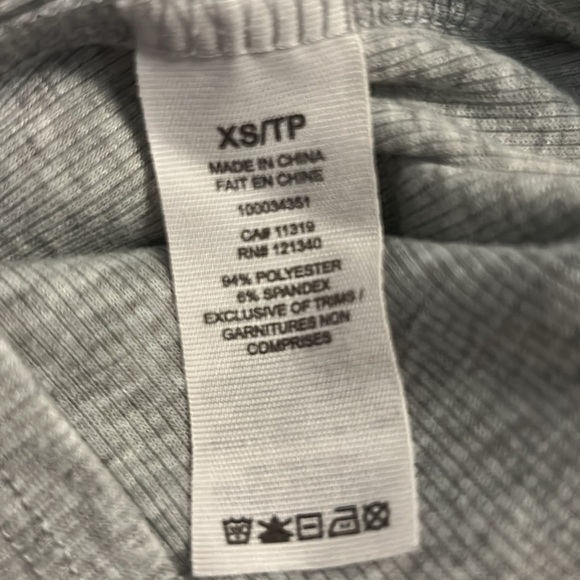 XS/TP
MADE IN CHINA
FAIT EN CHINE
100034351
CA# 11319
RN# 121340
94% POLYESTER
6% SPANDEX
EXCLUSIVE OF TRIMS /
GARNITURES NON
COMPRISES